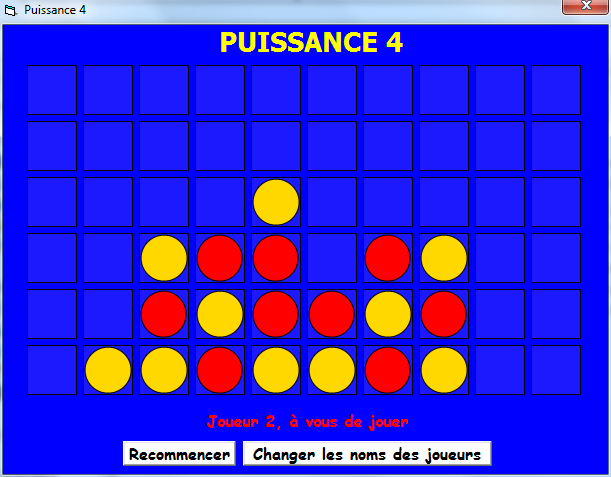 Puissance 4
PUISSANCE 4
Joueur 2, à vous de jouer
Recommencer
Changer les noms des joueurs